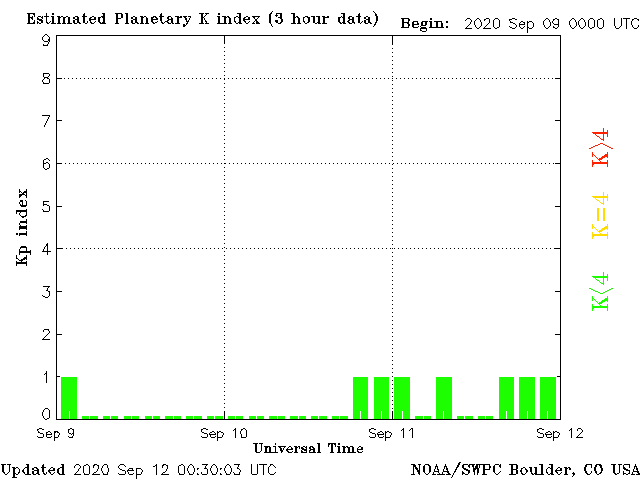 Estimated Planetary K index (3 hour data)
Begin: 2020 Sep 09 0000 UTC
9
8
7
6
5
4
3
2
1
0
Kp index
K>4
K=4
K<4
Sep 9
Sep 10
Sep 11
Sep 12
Universal Time
Updated 2020 Sep 12 00:30:03 UTC
NOAA/SWPC Boulder, CO USA